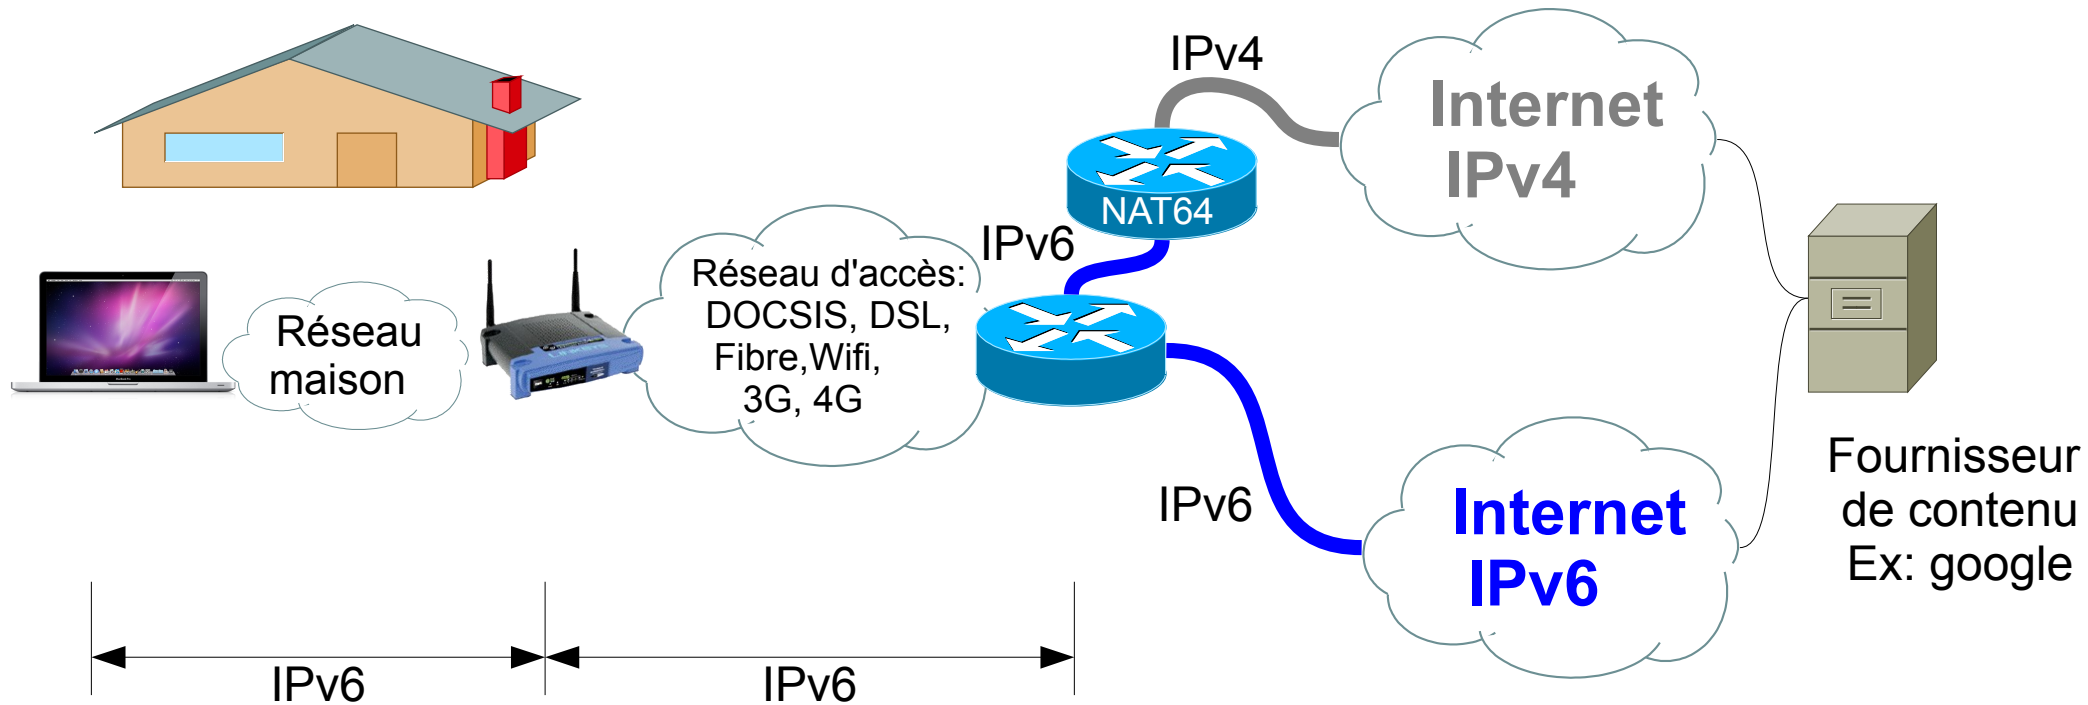 IPv4
Internet
IPv4
NAT64
IPv6
Réseau d'accès:
DOCSIS, DSL,
Fibre,Wifi,
3G, 4G
Réseau
maison
IPv6
Internet
IPv6
Fournisseur
de contenu
Ex: google
IPv6
IPv6